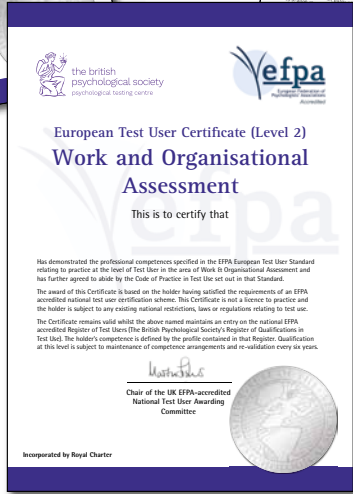 the british
psychological society
psychological testing centre
efpa
European Federation of
Psychologists' Associations
Accredited
European Test User Certificate (Level 2)
Work and Organisational
Assessment
This is to certify that
Has demonstrated the professional competences specified in the EFPA European Test User Standard
relating to practice at the level of Test User in the area of Work & Organisational Assessment and
has further agreed to abide by the Code of Practice in Test Use set out in that Standard.
The award of this Certificate is based on the holder having satisfied the requirements of an EFPA
accredited national test user certification scheme. This Certificate is not a licence to practice and
the holder is subject to any existing national restrictions, laws or regulations relating to test use.
The Certificate remains valid whilst the above named maintains an entry on the national EFPA
accredited Register of Test Users (The British Psychological Society's Register of Qualifications in
Test Use). The holder's competence is defined by the profile contained in that Register. Qualification
at this level is subject to maintenance of competence arrangements and re-validation every six years.
Chair of the UK EFPA-accredited
National Test User Awarding
Committee
Incorporated by Royal Charter